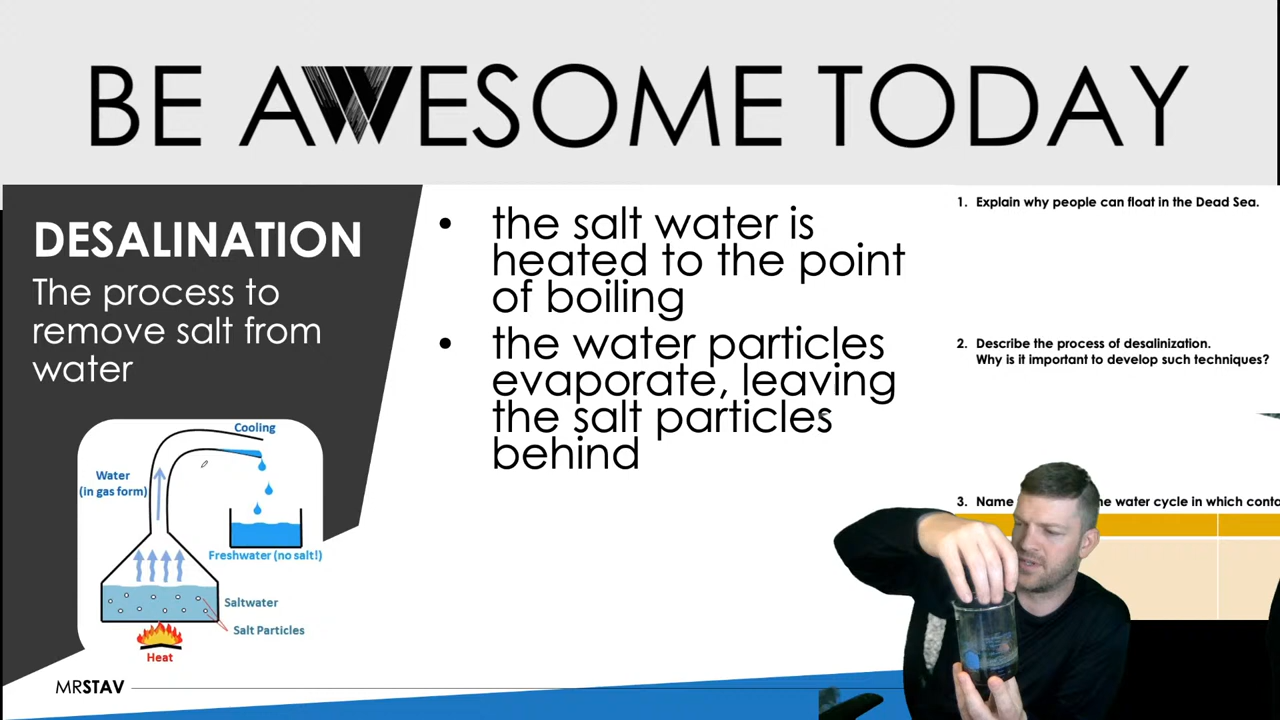 BE AWESOME TODAY
DESALINATION
The process to
remove salt from
water
Cooling
Water
(in gas form)
Freshwater (no salt!)
Saltwater
Salt Particles
Heat
MRSTAV
• the salt water is
heated to the point
of boiling
• the water particles
evaporate, leaving
the salt particles
behind
1. Explain why people can float in the Dead Sea.
2. Describe the process of desalinization.
Why is it important to develop such techniques?
3. Name he water cycle in which conta